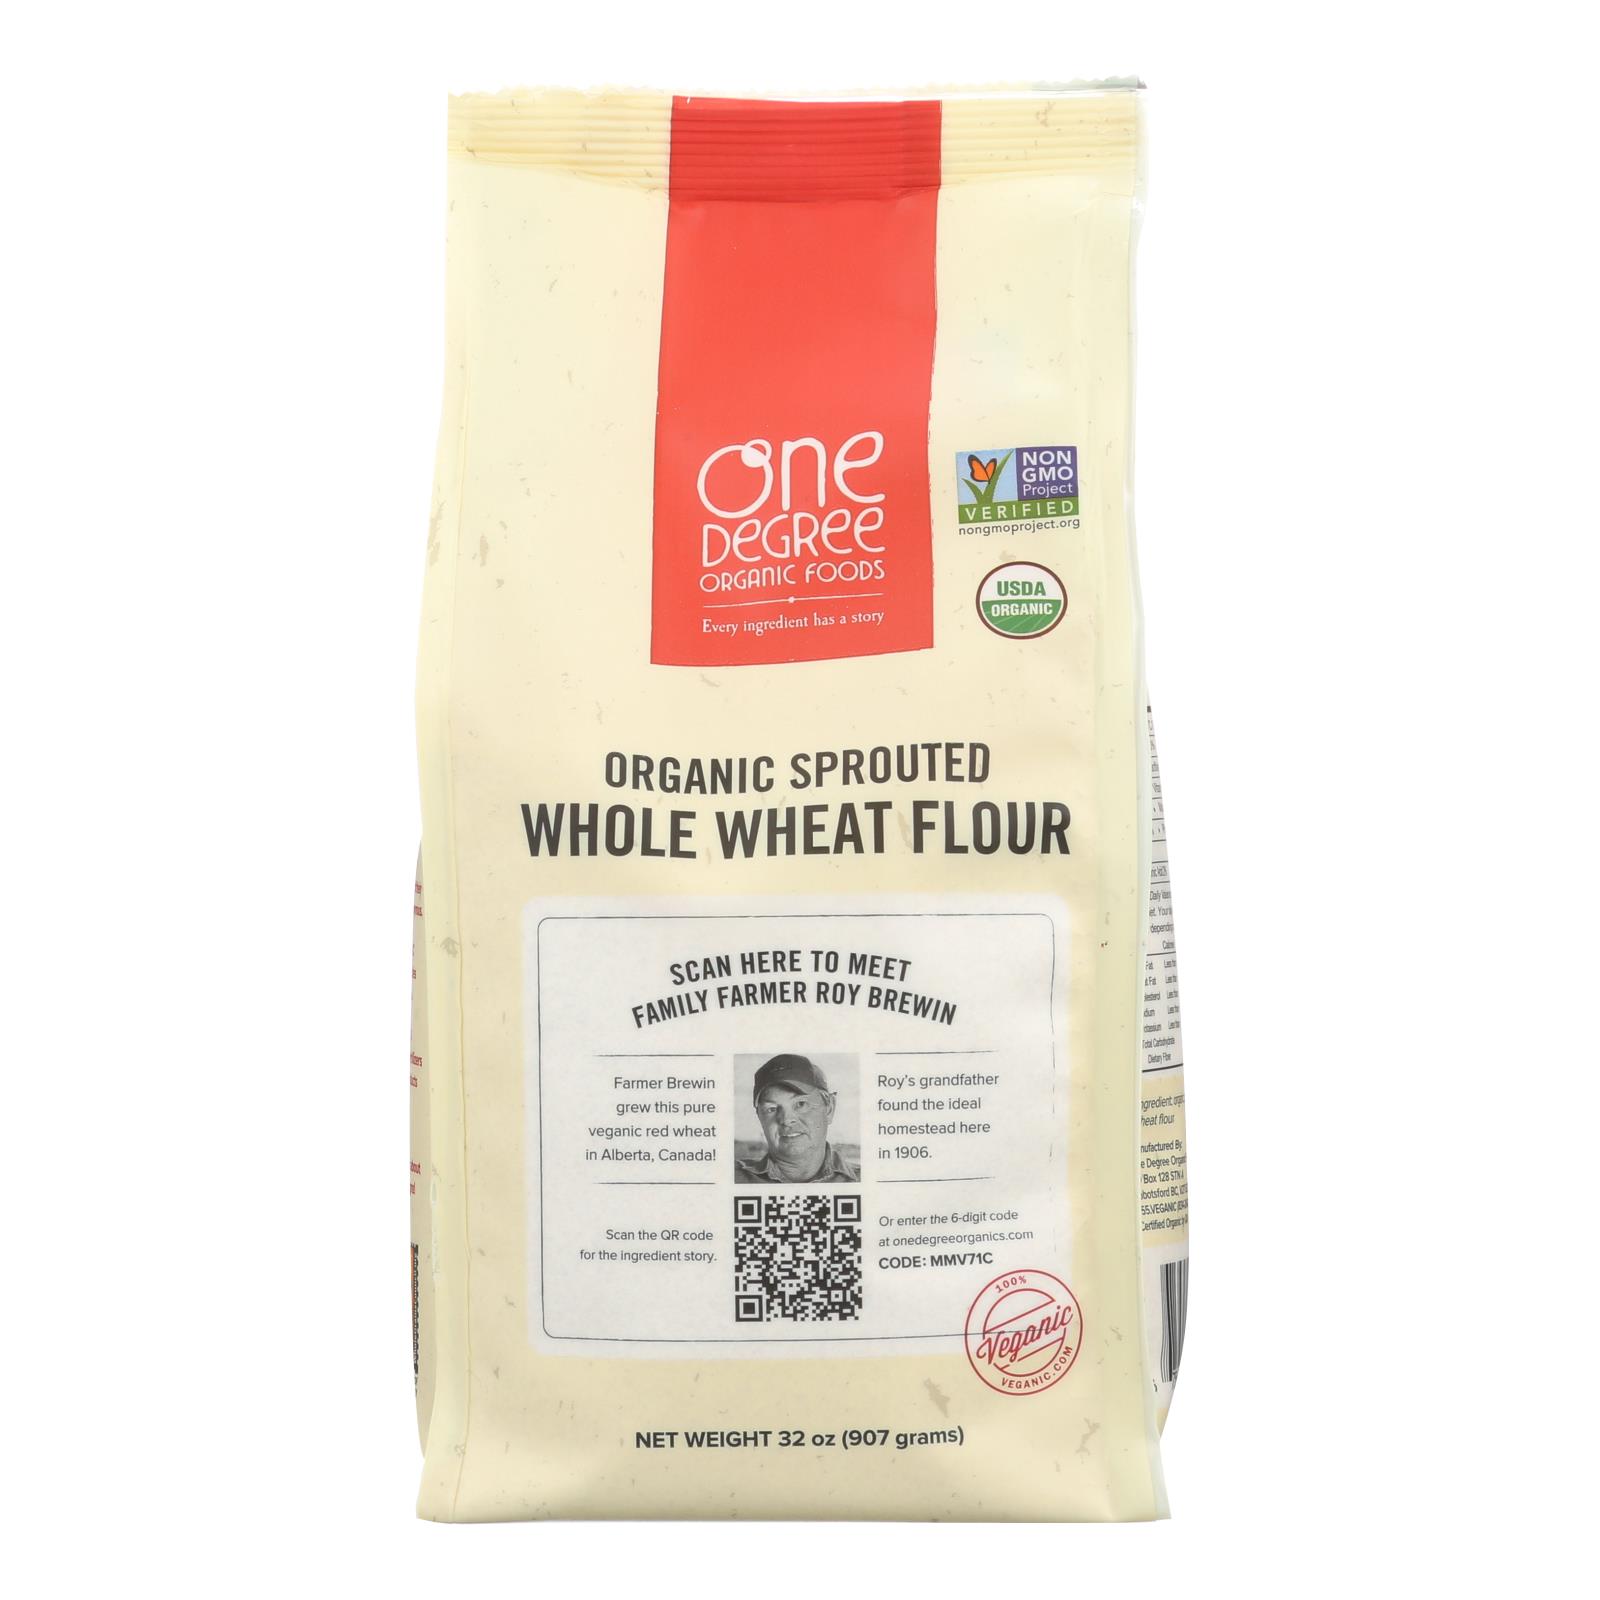 One
DEGREE
ORGANIC FOODS
Every ingredient has a story
NON
GMO
Project
VERIFIED
nongmoproject.org
USDA
ORGANIC
ORGANIC SPROUTED
WHOLE WHEAT FLOUR
SCAN HERE TO MEET
FAMILY FARMER ROY BREWIN
Farmer Brewin
grew this pure
veganic red wheat
in Alberta, Canada!
Roy's grandfather
found the ideal
homestead here
in 1906.
Scan the QR code
for the ingredient story.
Or enter the 6-digit code
at onedegreeorganics.com
CODE: MMV71C
100%
Veganic
VEGANIC.COM
NET WEIGHT 32 oz (907 grams)